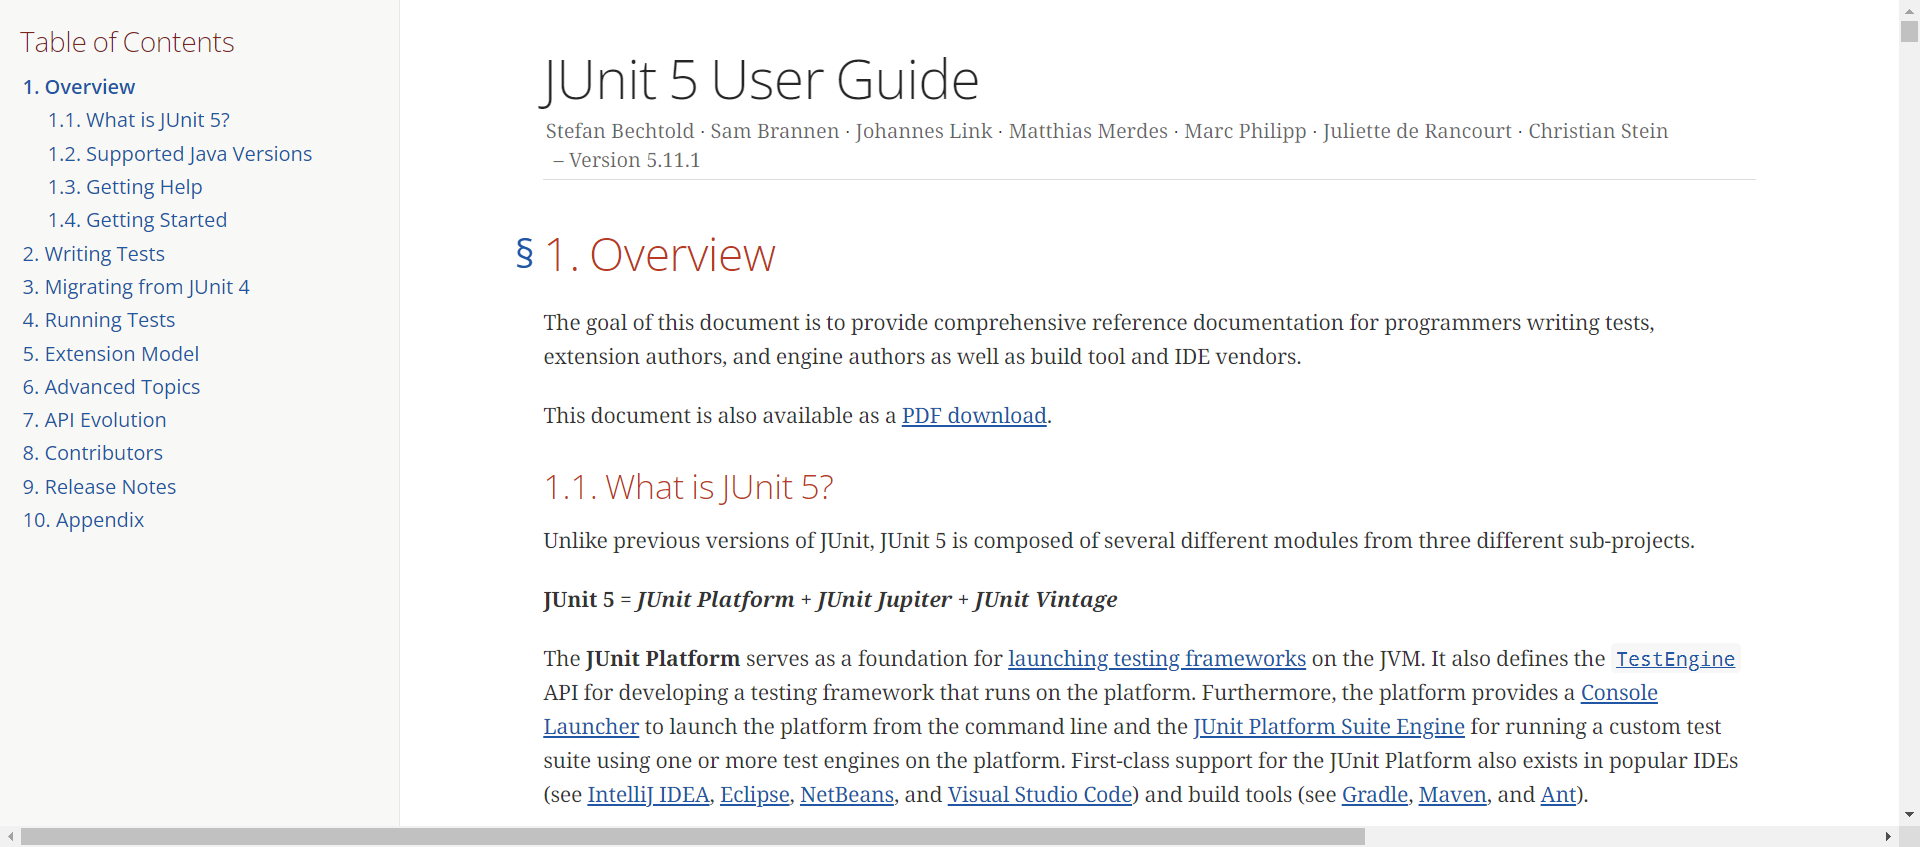 Table of Contents
1. Overview
1.1. What is JUnit 5?
1.2. Supported Java Versions
1.3. Getting Help
1.4. Getting Started
2. Writing Tests
3. Migrating from JUnit 4
4. Running Tests
5. Extension Model
6. Advanced Topics
7. API Evolution
8. Contributors
9. Release Notes
10. Appendix
JUnit 5 User Guide
Stefan Bechtold · Sam Brannen · Johannes Link · Matthias Merdes · Marc Philipp · Juliette de Rancourt · Christian Stein
– Version 5.11.1
§ 1. Overview
The goal of this document is to provide comprehensive reference documentation for programmers writing tests,
extension authors, and engine authors as well as build tool and IDE vendors.
This document is also available as a PDF download.
1.1. What is JUnit 5?
Unlike previous versions of JUnit, JUnit 5 is composed of several different modules from three different sub-projects.
JUnit 5 = JUnit Platform + JUnit Jupiter + JUnit Vintage
The JUnit Platform serves as a foundation for launching testing frameworks on the JVM. It also defines the TestEngine
API for developing a testing framework that runs on the platform. Furthermore, the platform provides a Console
Launcher to launch the platform from the command line and the JUnit Platform Suite Engine for running a custom test
suite using one or more test engines on the platform. First-class support for the JUnit Platform also exists in popular IDEs
(see IntelliJ IDEA, Eclipse, NetBeans, and Visual Studio Code) and build tools (see Gradle, Maven, and Ant).